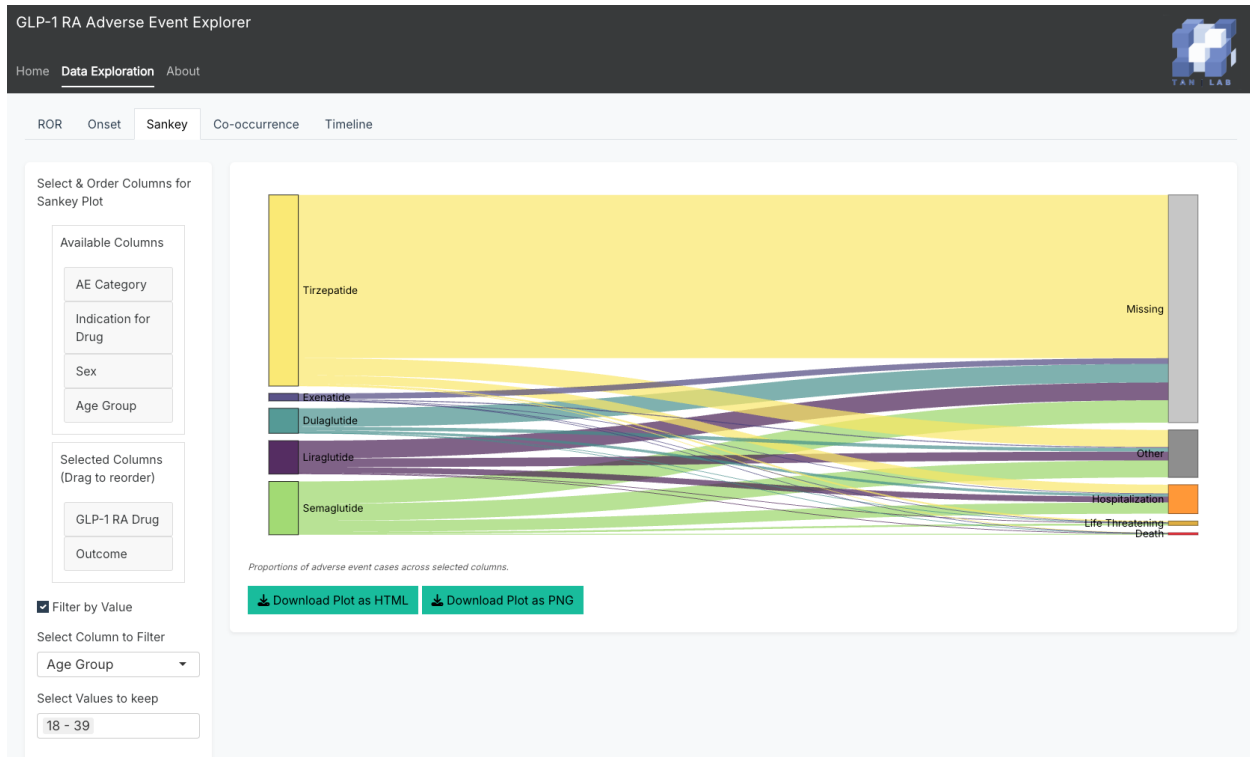 GLP-1 RA Adverse Event Explorer
Home Data Exploration About
TAN LAB
ROR Onset Sankey Co-occurrence Timeline
Select & Order Columns for
Sankey Plot
Available Columns
AE Category
Indication for
Drug
Sex
Age Group
Selected Columns
(Drag to reorder)
GLP-1 RA Drug
Outcome
Filter by Value
Select Column to Filter
Age Group
Select Values to keep
18 - 39
Tirzepatide
Exenatide
Dulaglutide
Liraglutide
Semaglutide
Missing
Other
Hospitalization
Life Threatening
Death
Proportions of adverse event cases across selected columns.
Download Plot as HTML Download Plot as PNG